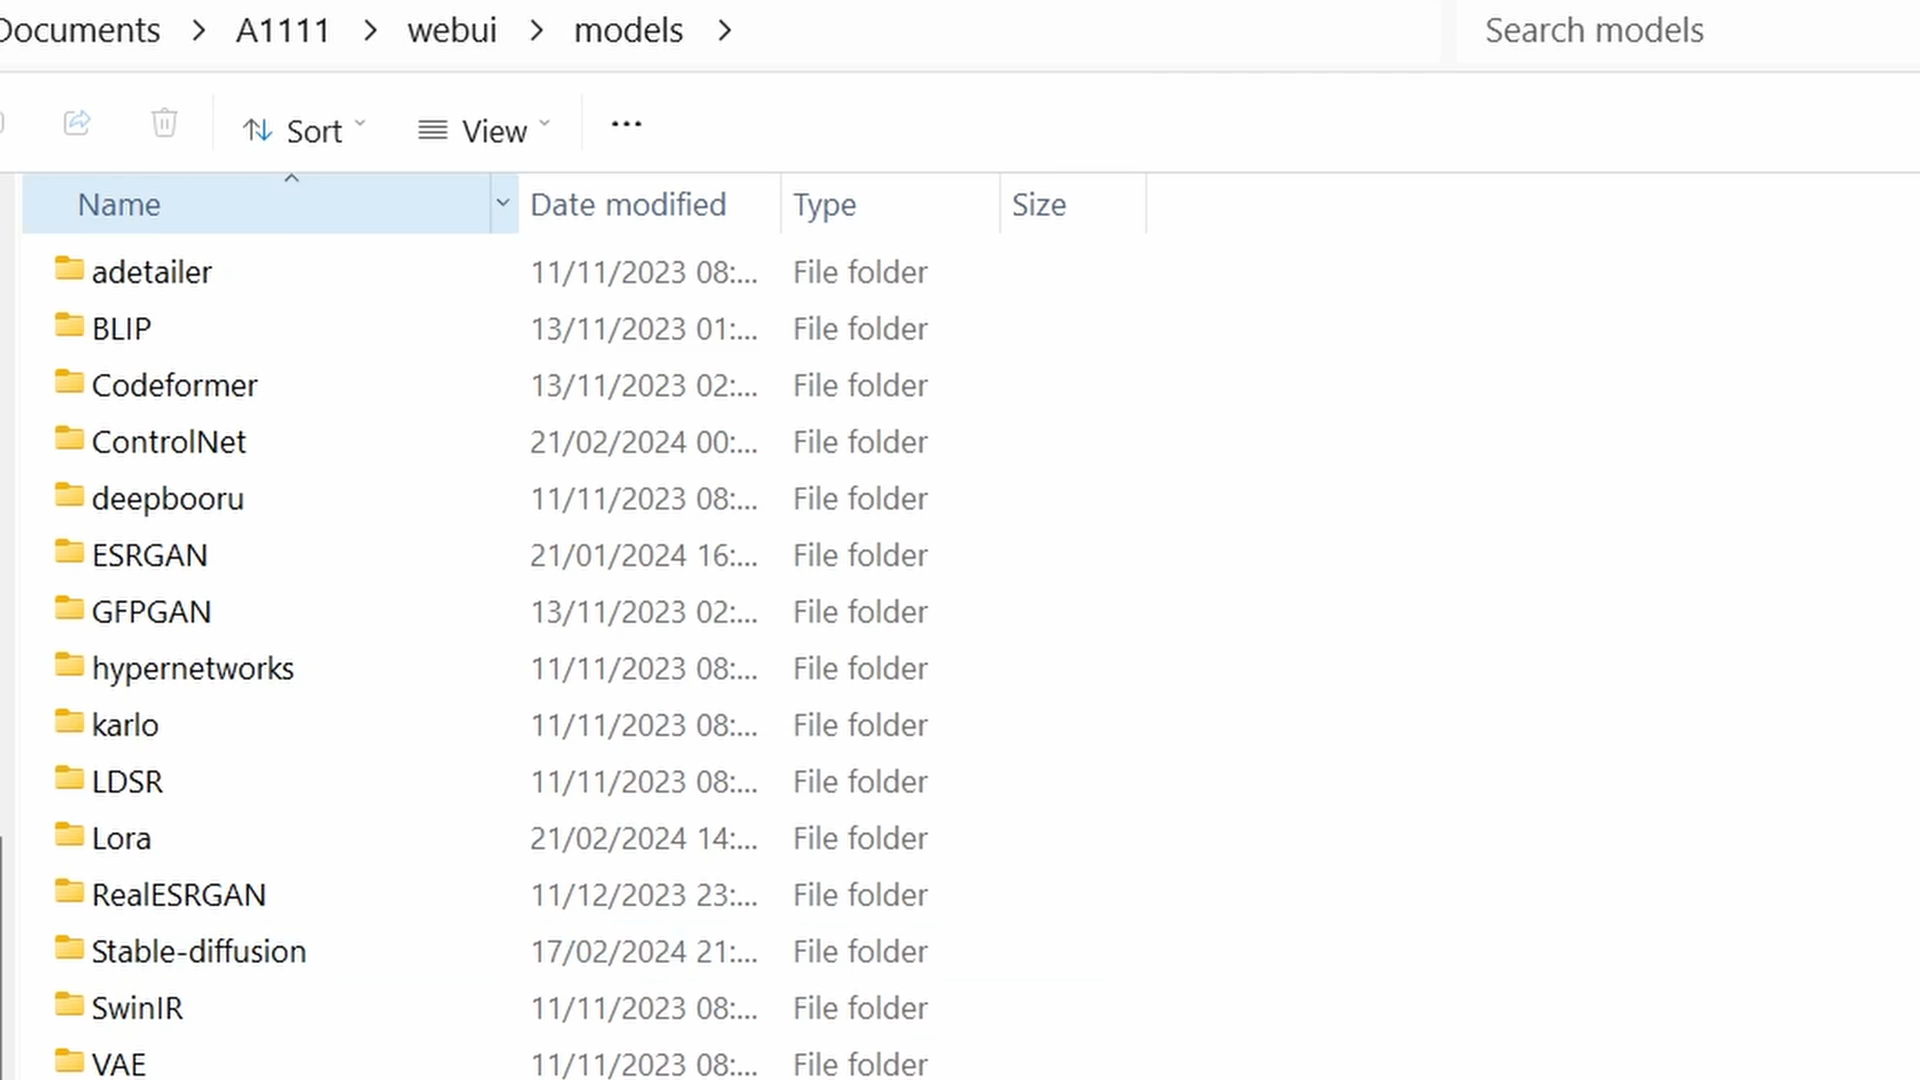 Documents > A1111 > webui > models > Search models
Sort View ...
Name Date modified Type Size
adetailer 11/11/2023 08:... File folder
BLIP 13/11/2023 01:... File folder
Codeformer 13/11/2023 02:... File folder
ControlNet 21/02/2024 00:... File folder
deepbooru 11/11/2023 08:... File folder
ESRGAN 21/01/2024 16:... File folder
GFPGAN 13/11/2023 02:... File folder
hypernetworks 11/11/2023 08:... File folder
karlo 11/11/2023 08:... File folder
LDSR 11/11/2023 08:... File folder
Lora 21/02/2024 14:... File folder
RealESRGAN 11/12/2023 23:... File folder
Stable-diffusion 17/02/2024 21:... File folder
SwinIR 11/11/2023 08:... File folder
VAE 11/11/2023 08:... File folder